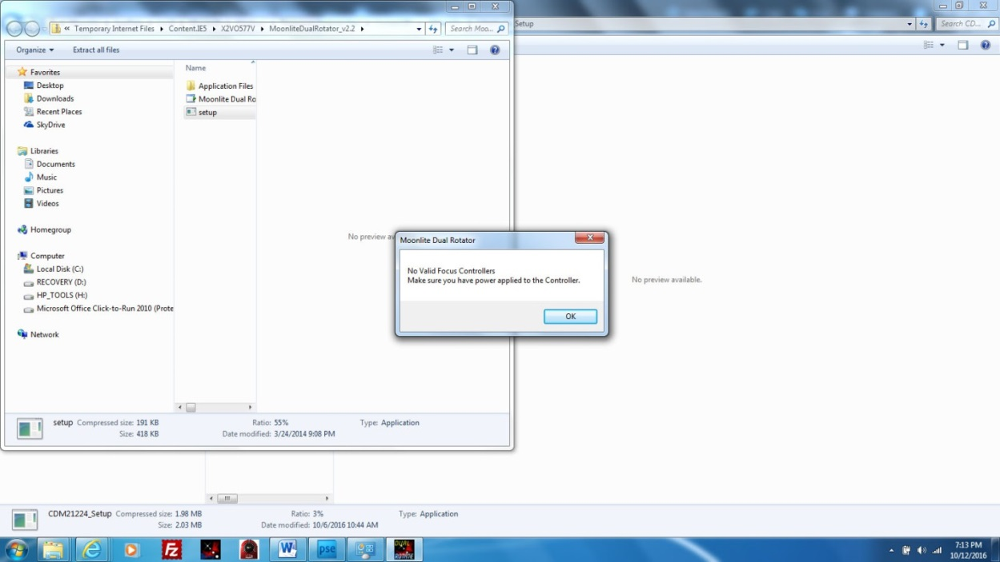 « Temporary Internet Files ▸ Content.IE5 ▸ X2VO577V ▸ MoonliteDualRotator_v2.2 ▸
Search Moo...
Setup
Search CD...
Organize ▾ Extract all files
Name
Favorites
Desktop
Downloads
Recent Places
SkyDrive
Libraries
Documents
Music
Pictures
Videos
Homegroup
Computer
Local Disk (C:)
RECOVERY (D:)
HP_TOOLS (H:)
Microsoft Office Click-to-Run 2010 (Prote
Network
Application Files
Moonlite Dual Ro
setup
No preview av
Moonlite Dual Rotator
No Valid Focus Controllers
Make sure you have power applied to the Controller.
OK
No preview available.
setup Compressed size: 191 KB Ratio: 55% Type: Application
Size: 418 KB Date modified: 3/24/2014 9:08 PM
CDM21224_Setup Compressed size: 1.98 MB Ratio: 3% Type: Application
Size: 2.03 MB Date modified: 10/6/2016 10:44 AM
Fz
W
pse
DUAL
ROTATE
7:13 PM
10/12/2016